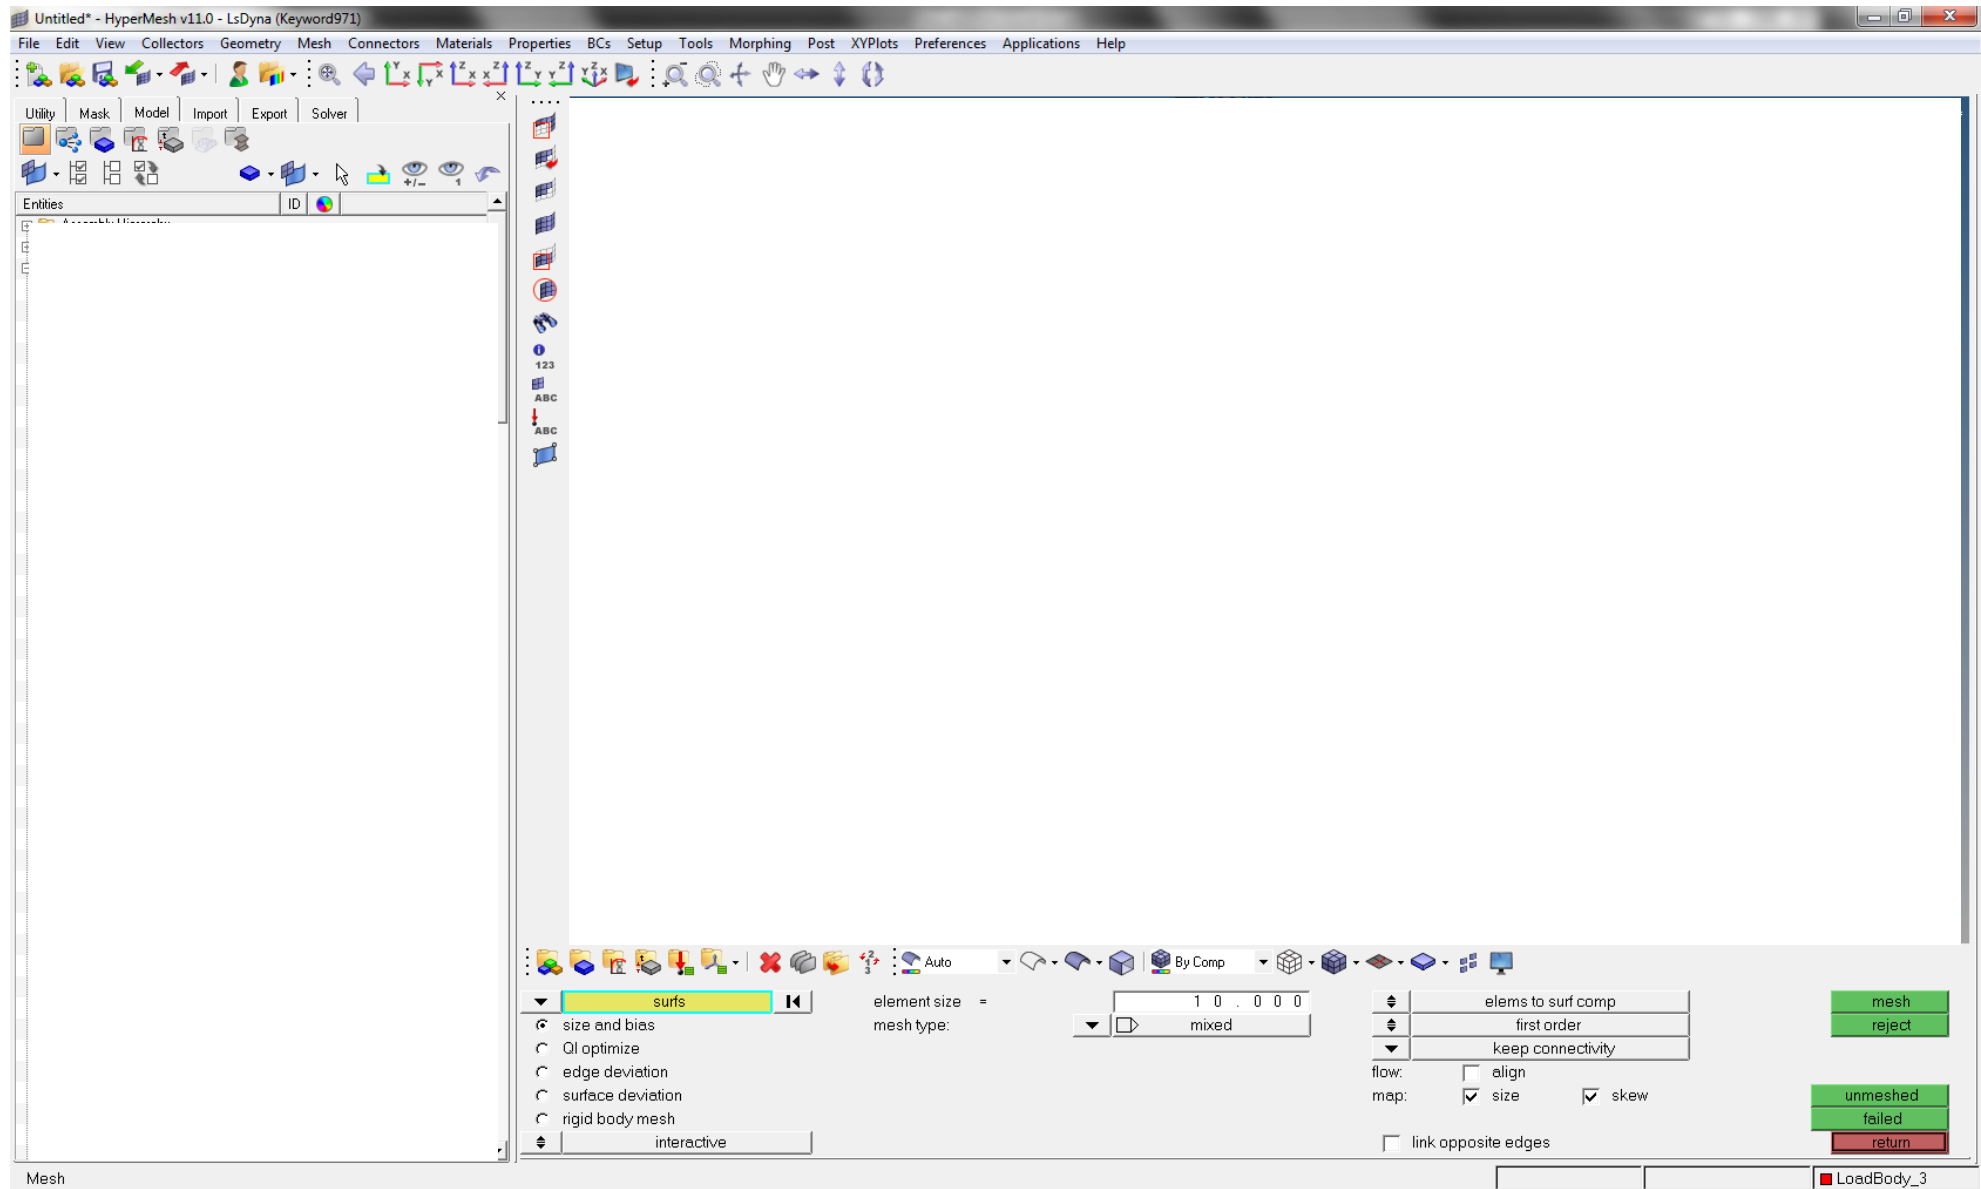 Untitled* - HyperMesh v11.0 - LsDyna (Keyword971)
File Edit View Collectors Geometry Mesh Connectors Materials Properties BCs Setup Tools Morphing Post XYPlots Preferences Applications Help
Utility Mask Model Import Export Solver
Entities ID
Assembly Hierarchy
123
ABC
ABC
Auto By Comp
surfs element size = 10.000 elems to surf comp mesh
size and bias mesh type: mixed first order reject
QI optimize keep connectivity
edge deviation flow: align
surface deviation map: size skew unmeshed
rigid body mesh failed
interactive link opposite edges return
Mesh LoadBody_3